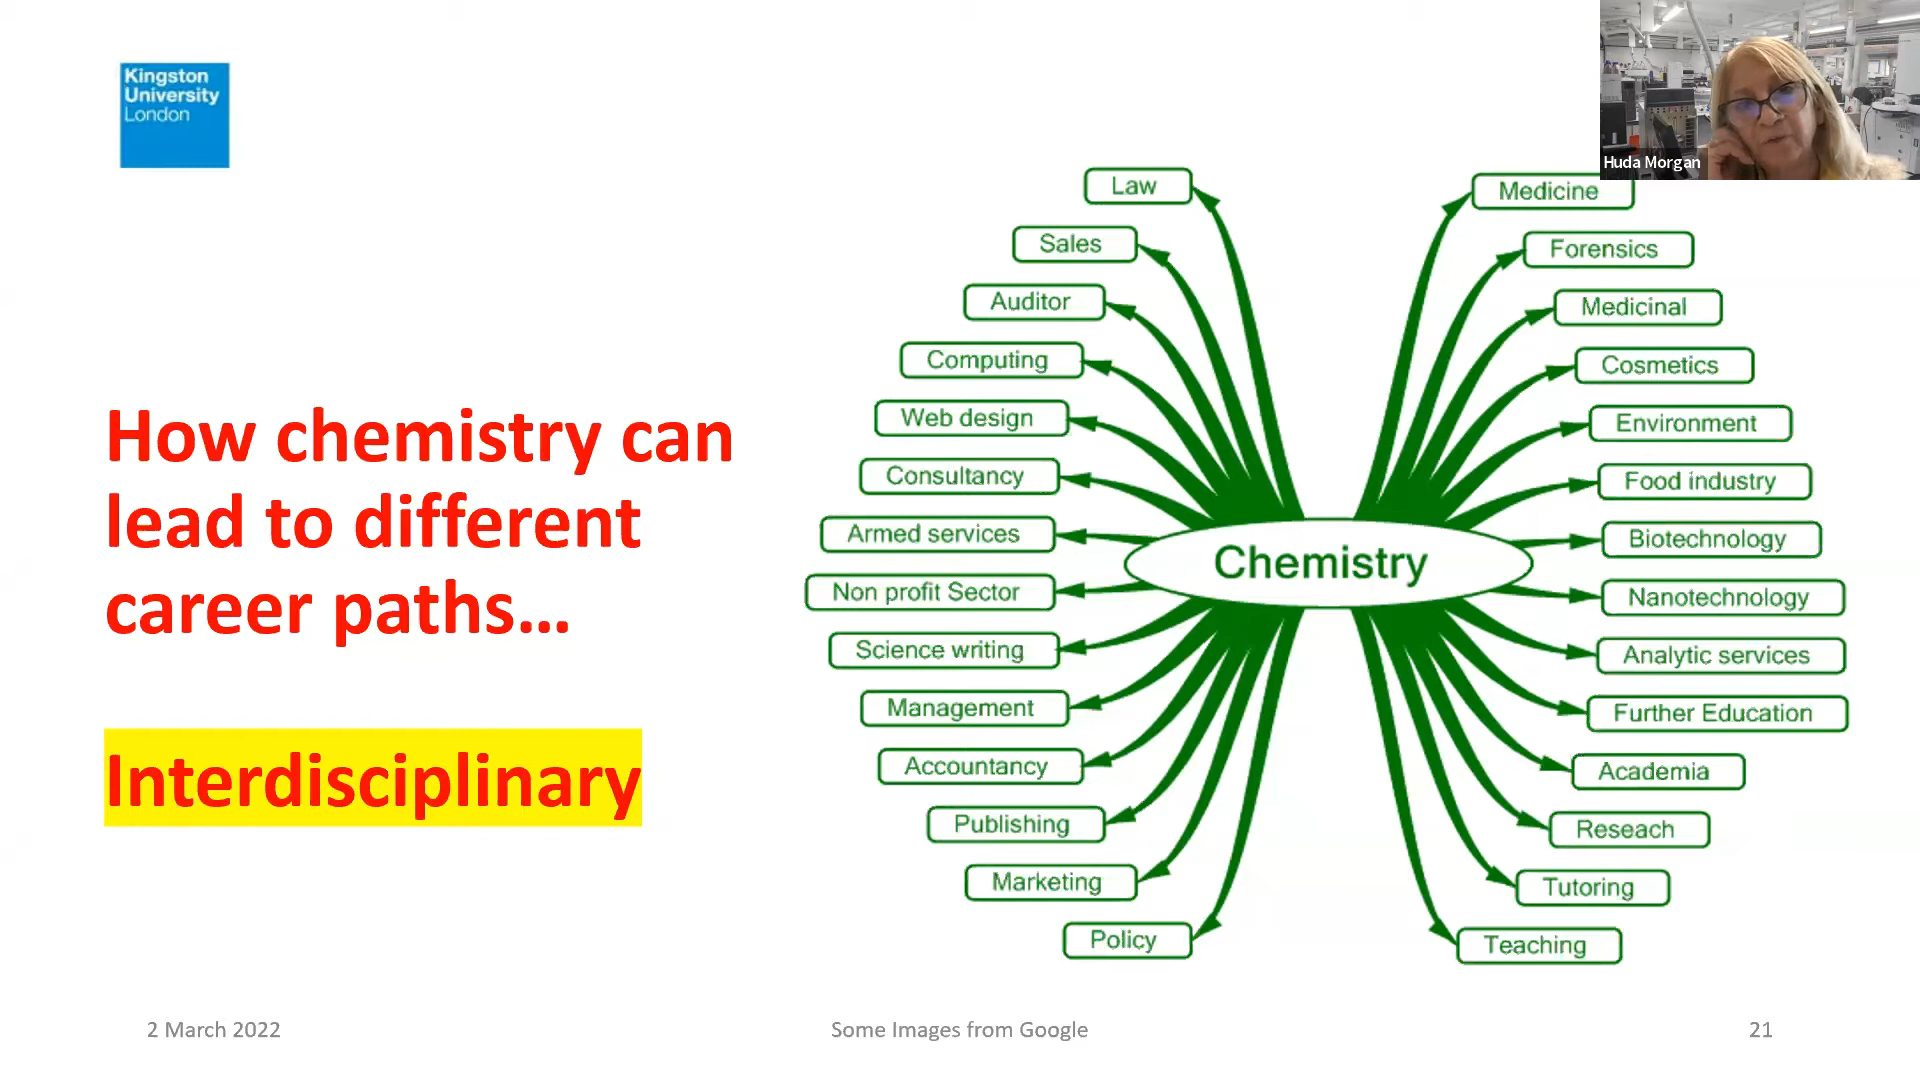 Kingston
University
London
Huda Morgan
How chemistry can
lead to different
career paths...
Interdisciplinary
Law
Sales
Auditor
Computing
Web design
Consultancy
Armed services
Non profit Sector
Science writing
Management
Accountancy
Publishing
Marketing
Policy
Chemistry
Medicine
Forensics
Medicinal
Cosmetics
Environment
Food industry
Biotechnology
Nanotechnology
Analytic services
Further Education
Academia
Reseach
Tutoring
Teaching
2 March 2022
Some Images from Google
21